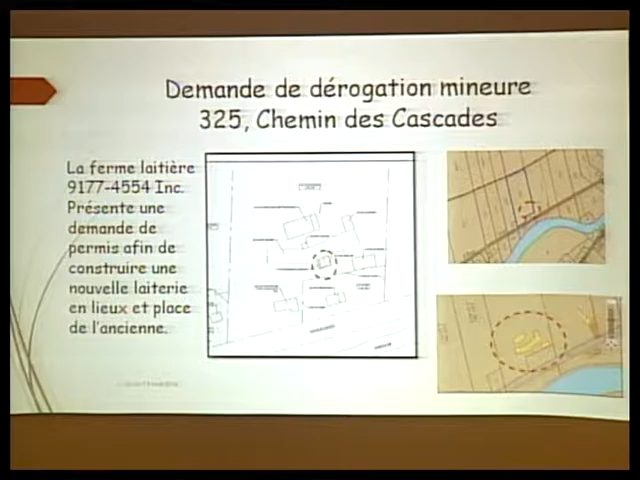 Demande de dérogation mineure
325, Chemin des Cascades
La ferme laitière
9177-4554 Inc.
Présente une
demande de
permis afin de
construire une
nouvelle laiterie
en lieux et place
de l'ancienne.